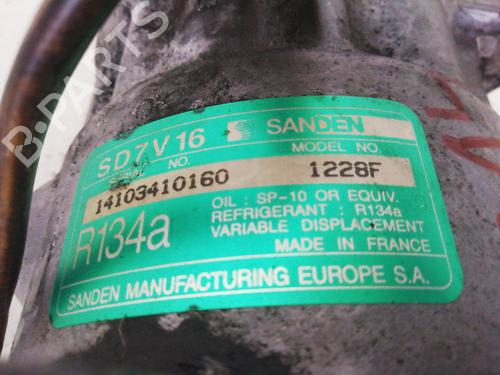 SD7V16 SANDEN
SERIAL NO. MODEL NO.
14103410160 1228F
R134a
OIL : SP-10 OR EQUIV.
REFRIGERANT : R134a
VARIABLE DISPLACEMENT
MADE IN FRANCE
SANDEN MANUFACTURING EUROPE S.A.
B-PARTS